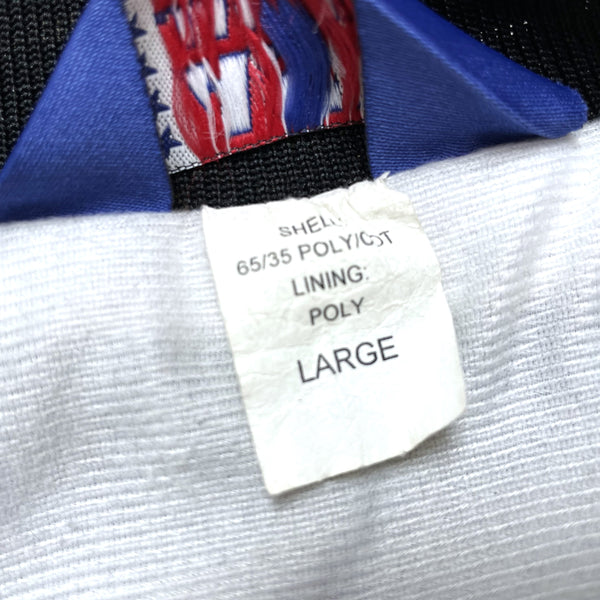 SHELL:
65/35 POLY/COT
LINING:
POLY
LARGE